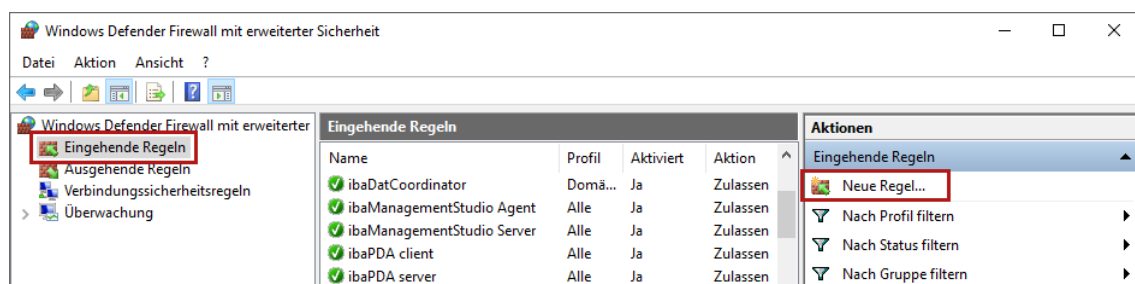 Windows Defender Firewall mit erweiterter Sicherheit
Datei Aktion Ansicht ?
Windows Defender Firewall mit erweiterter
Eingehende Regeln
Ausgehende Regeln
Verbindungssicherheitsregeln
Überwachung
Eingehende Regeln
Name Profil Aktiviert Aktion
ibaDatCoordinator Domä... Ja Zulassen
ibaManagementStudio Agent Alle Ja Zulassen
ibaManagementStudio Server Alle Ja Zulassen
ibaPDA client Alle Ja Zulassen
ibaPDA server Alle Ja Zulassen
Aktionen
Eingehende Regeln
Neue Regel...
Nach Profil filtern
Nach Status filtern
Nach Gruppe filtern